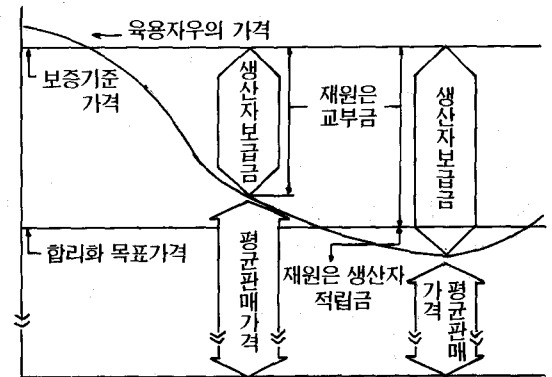 육용자우의 가격
보증기준
가격
생산자보급금
재원은
교부금
생산자보급금
합리화 목표가격
평균판매가격
재원은 생산자
적립금
평균판매
가격